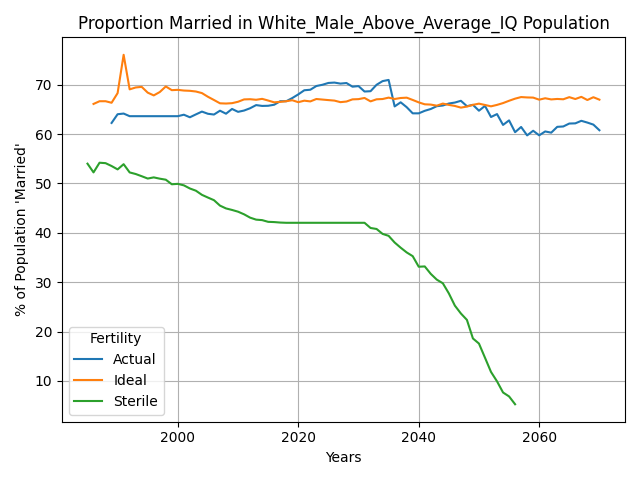 Proportion Married in White_Male_Above_Average_IQ Population
% of Population 'Married'
70
60
50
40
30
20
10
Fertility
Actual
Ideal
Sterile
2000
2020
2040
2060
Years